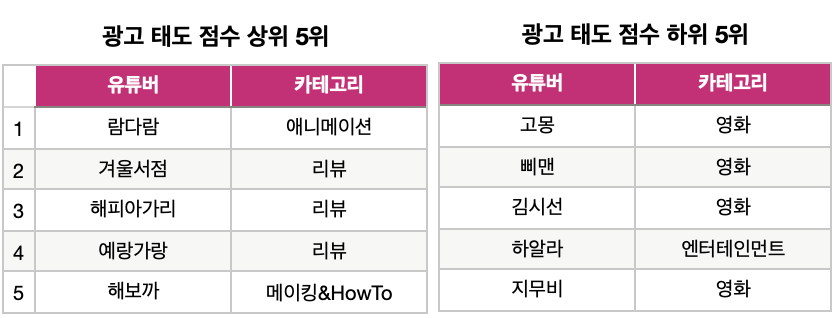 광고 태도 점수 상위 5위
유튜버 카테고리
1 람다람 애니메이션
2 겨울서점 리뷰
3 해피아가리 리뷰
4 예랑가랑 리뷰
5 해보까 메이킹&HowTo
광고 태도 점수 하위 5위
유튜버 카테고리
고몽 영화
삐맨 영화
김시선 영화
하알라 엔터테인먼트
지무비 영화